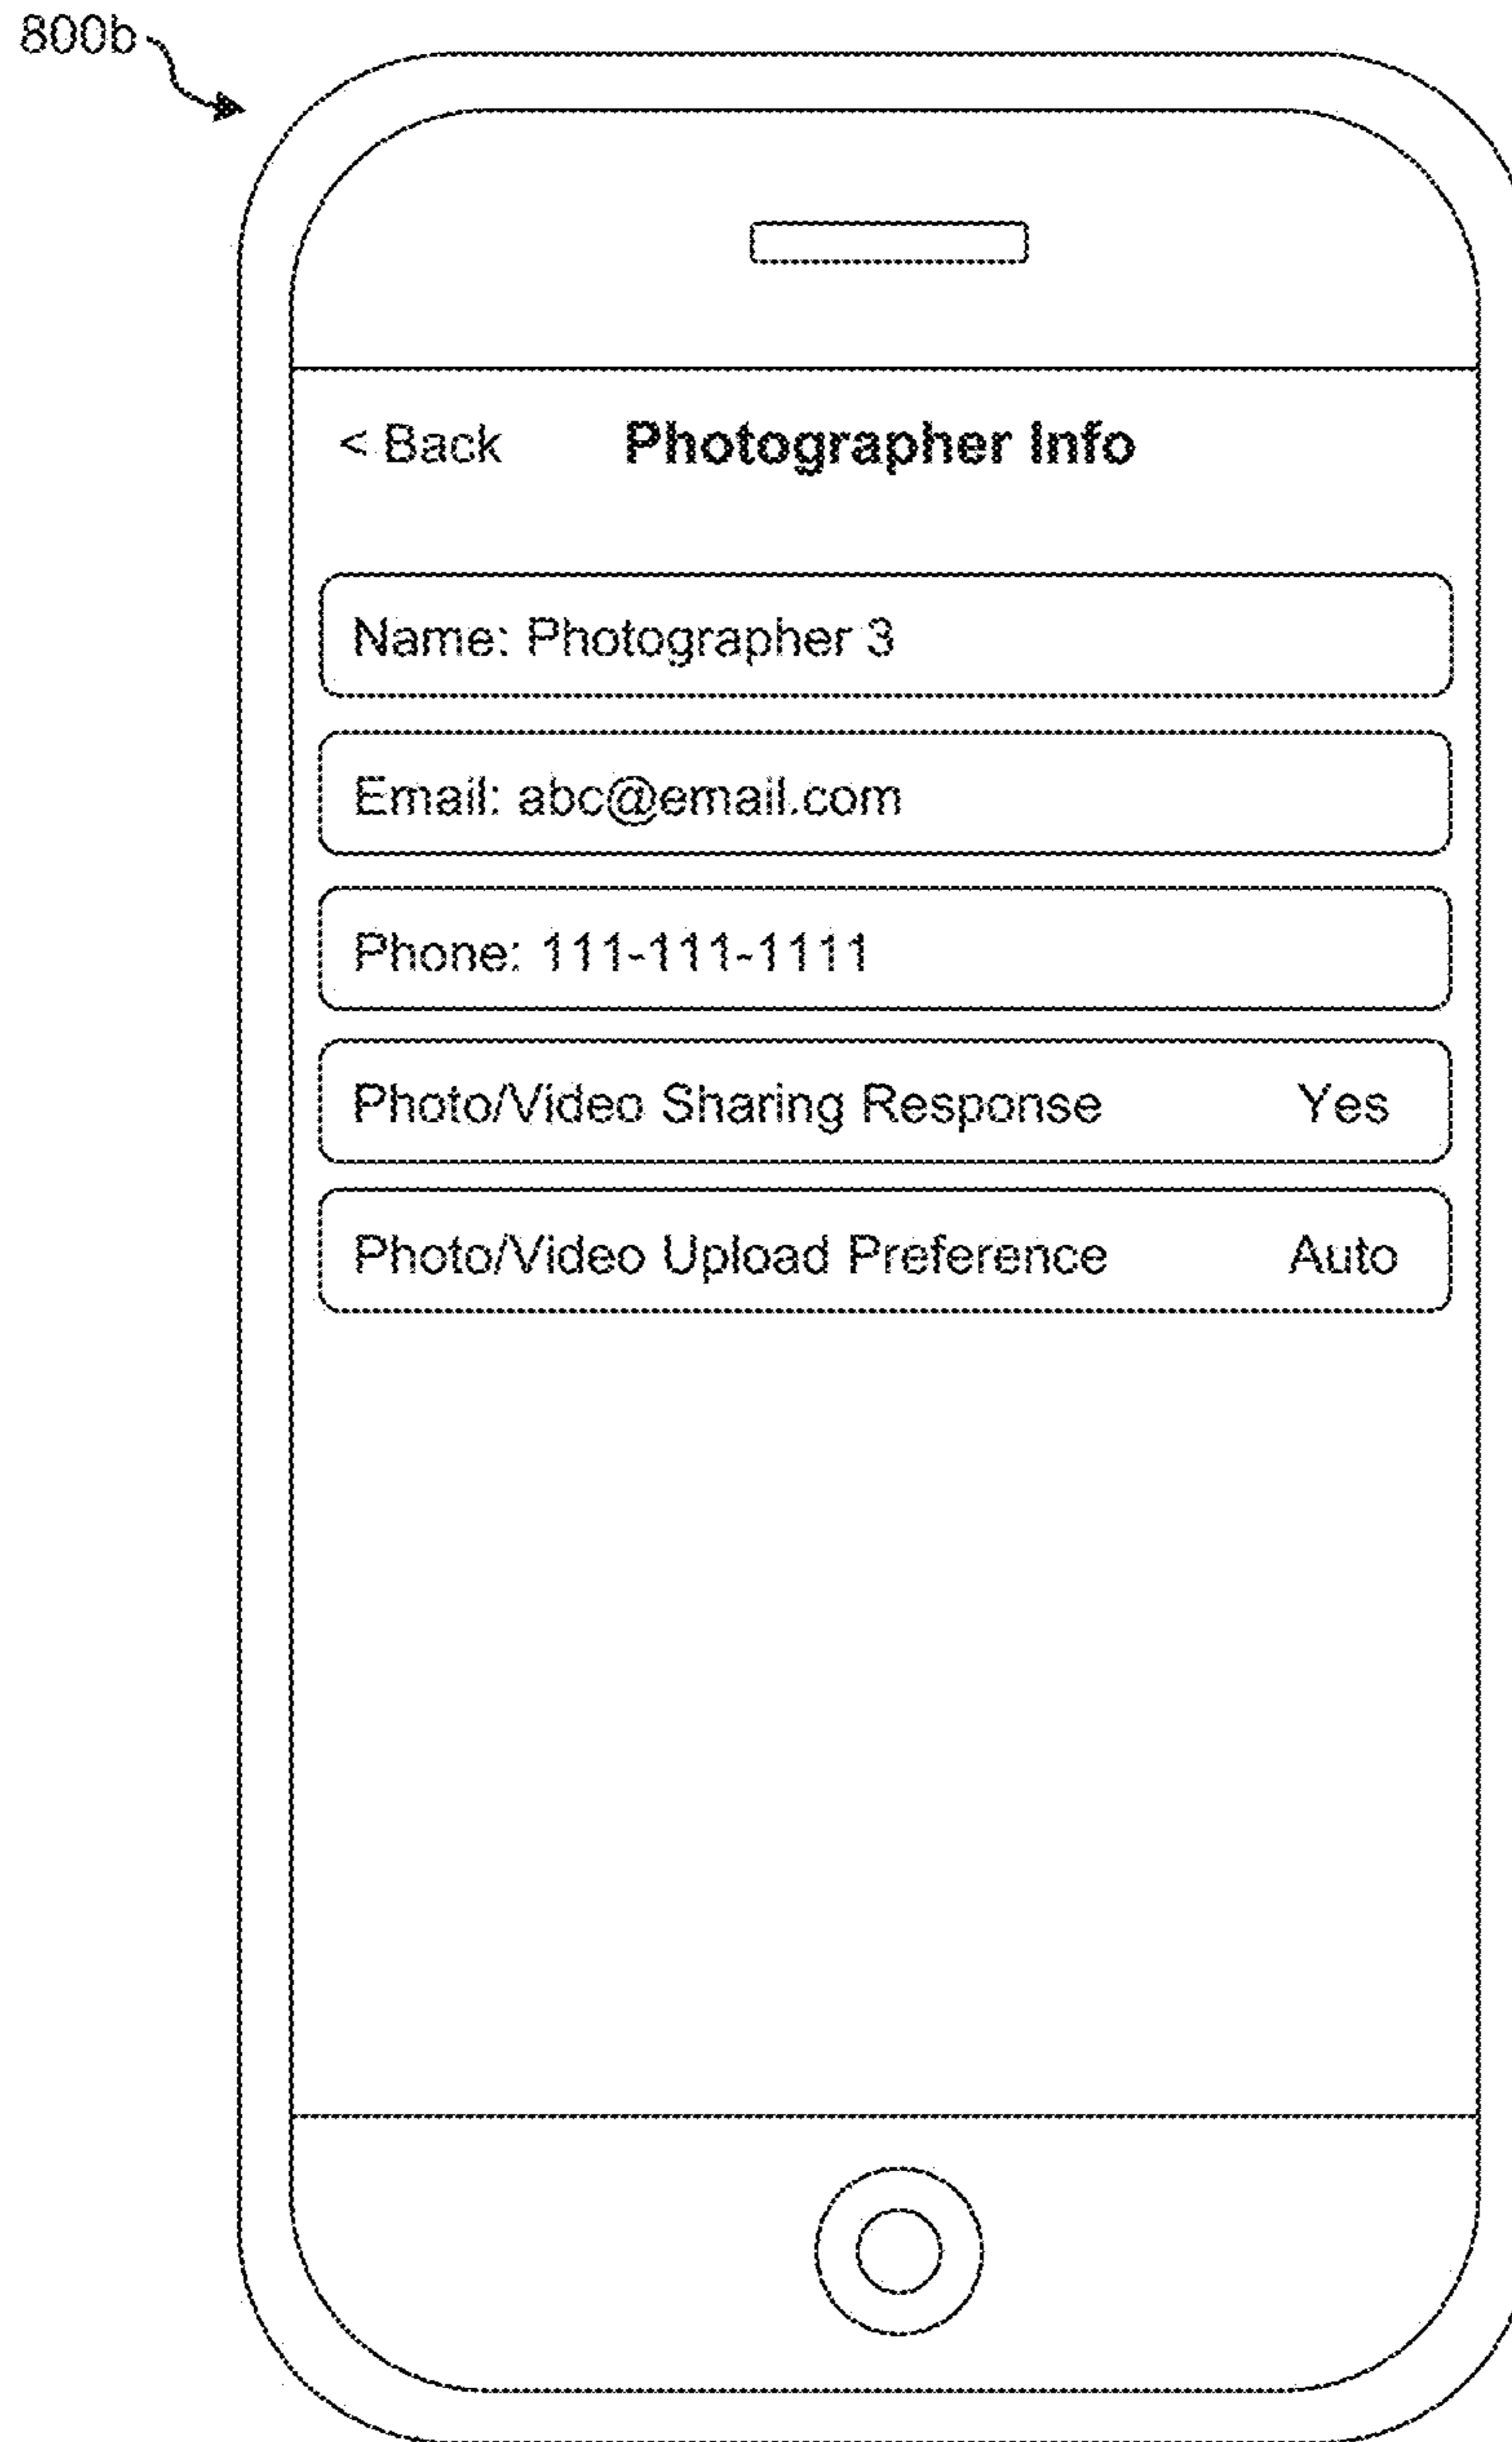 800b
< Back Photographer Info
Name: Photographer 3
Email: abc@email.com
Phone: 111-111-1111
Photo/Video Sharing Response Yes
Photo/Video Upload Preference Auto